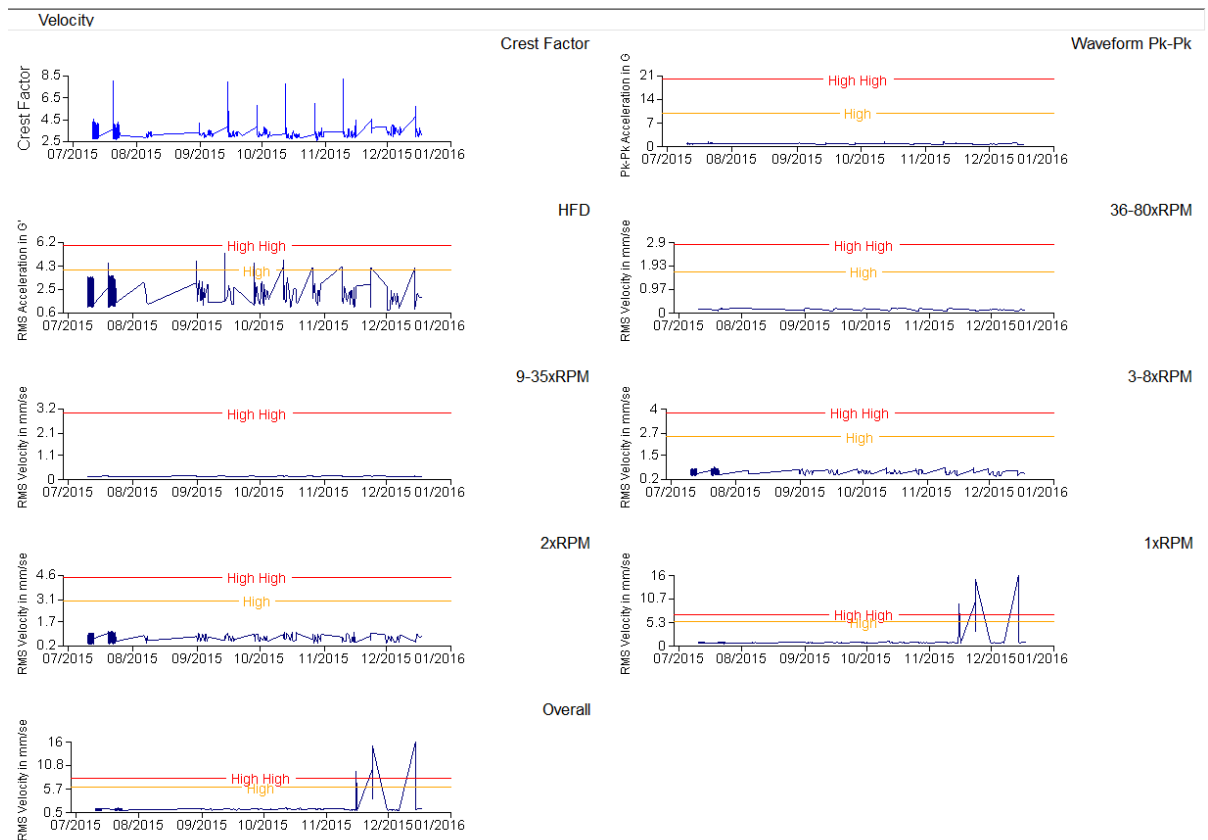 Velocity
Crest Factor
Crest Factor
8.5
6.5
4.5
2.5
07/2015 08/2015 09/2015 10/2015 11/2015 12/2015 01/2016
Waveform Pk-Pk
Pk-Pk Acceleration in G
21
14
7
0
High High
High
07/2015 08/2015 09/2015 10/2015 11/2015 12/2015 01/2016
HFD
RMS Acceleration in G'
6.2
4.3
2.5
0.6
High High
High
07/2015 08/2015 09/2015 10/2015 11/2015 12/2015 01/2016
36-80xRPM
RMS Velocity in mm/se
2.9
1.93
0.97
0
High High
High
07/2015 08/2015 09/2015 10/2015 11/2015 12/2015 01/2016
9-35xRPM
RMS Velocity in mm/se
3.2
2.1
1.1
0
High High
07/2015 08/2015 09/2015 10/2015 11/2015 12/2015 01/2016
3-8xRPM
RMS Velocity in mm/se
4
2.7
1.5
0.2
High High
High
07/2015 08/2015 09/2015 10/2015 11/2015 12/2015 01/2016
2xRPM
RMS Velocity in mm/se
4.6
3.1
1.7
0.2
High High
High
07/2015 08/2015 09/2015 10/2015 11/2015 12/2015 01/2016
1xRPM
RMS Velocity in mm/se
16
10.7
5.3
0
High High
High
07/2015 08/2015 09/2015 10/2015 11/2015 12/2015 01/2016
Overall
RMS Velocity in mm/se
16
10.8
5.7
0.5
High High
High
07/2015 08/2015 09/2015 10/2015 11/2015 12/2015 01/2016